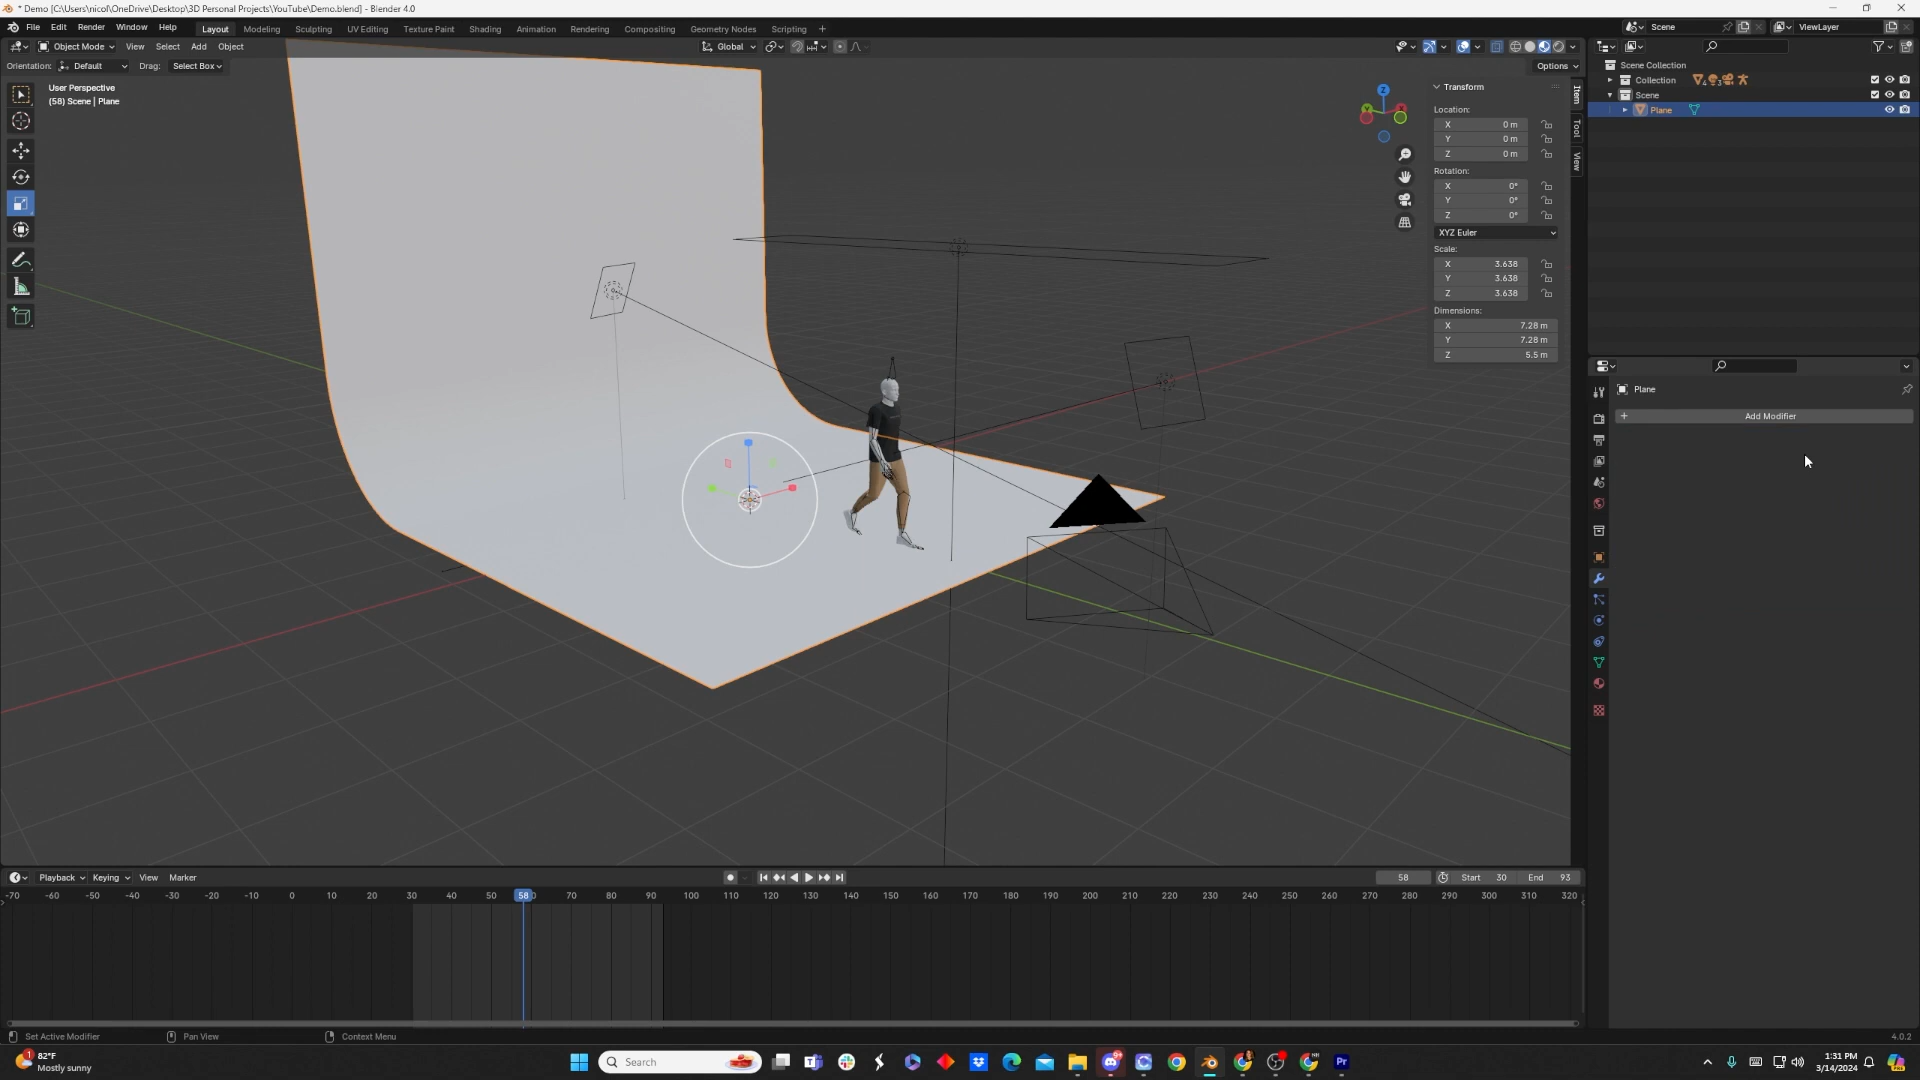 * Demo [C:\Users\nicol\OneDrive\Desktop\3D Personal Projects\YouTube\Demo.blend] - Blender 4.0
File Edit Render Window Help Layout Modeling Sculpting UV Editing Texture Paint Shading Animation Rendering Compositing Geometry Nodes Scripting + Scene ViewLayer
Object Mode View Select Add Object Global
Orientation: Default Drag: Select Box Options
User Perspective
(58) Scene | Plane
Z
Transform
Location:
X 0 m
Y 0 m
Z 0 m
Rotation:
X 0°
Y 0°
Z 0°
XYZ Euler
Scale:
X 3.638
Y 3.638
Z 3.638
Dimensions:
X 7.28 m
Y 7.28 m
Z 5.5 m
Item
Tool
View
Scene Collection
Collection
Scene
Plane
Plane
+ Add Modifier
Playback Keying View Marker 58 Start 30 End 93
-70 -60 -50 -40 -30 -20 -10 0 10 20 30 40 50 58 70 80 90 100 110 120 130 140 150 160 170 180 190 200 210 220 230 240 250 260 270 280 290 300 310 320
Set Active Modifier Pan View Context Menu 4.0.2
1 82°F
Mostly sunny
Search
Pr
1:31 PM
3/14/2024